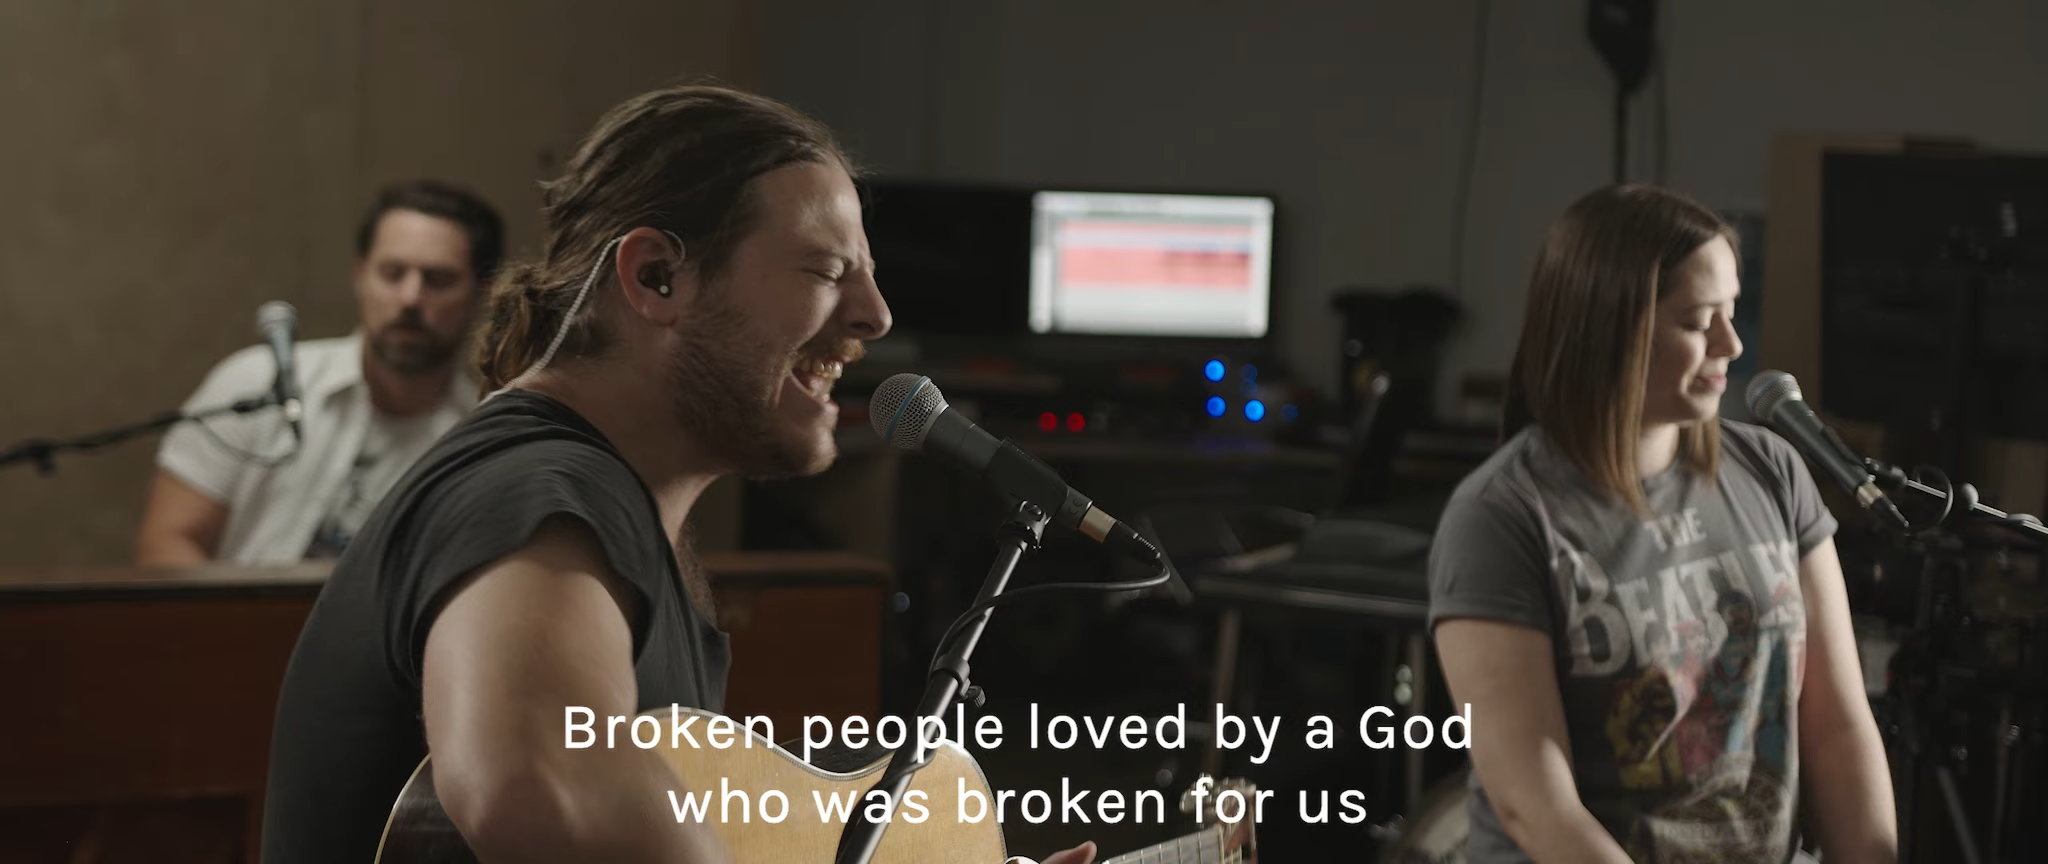 THE
BEATLES
Broken people loved by a God
who was broken for us